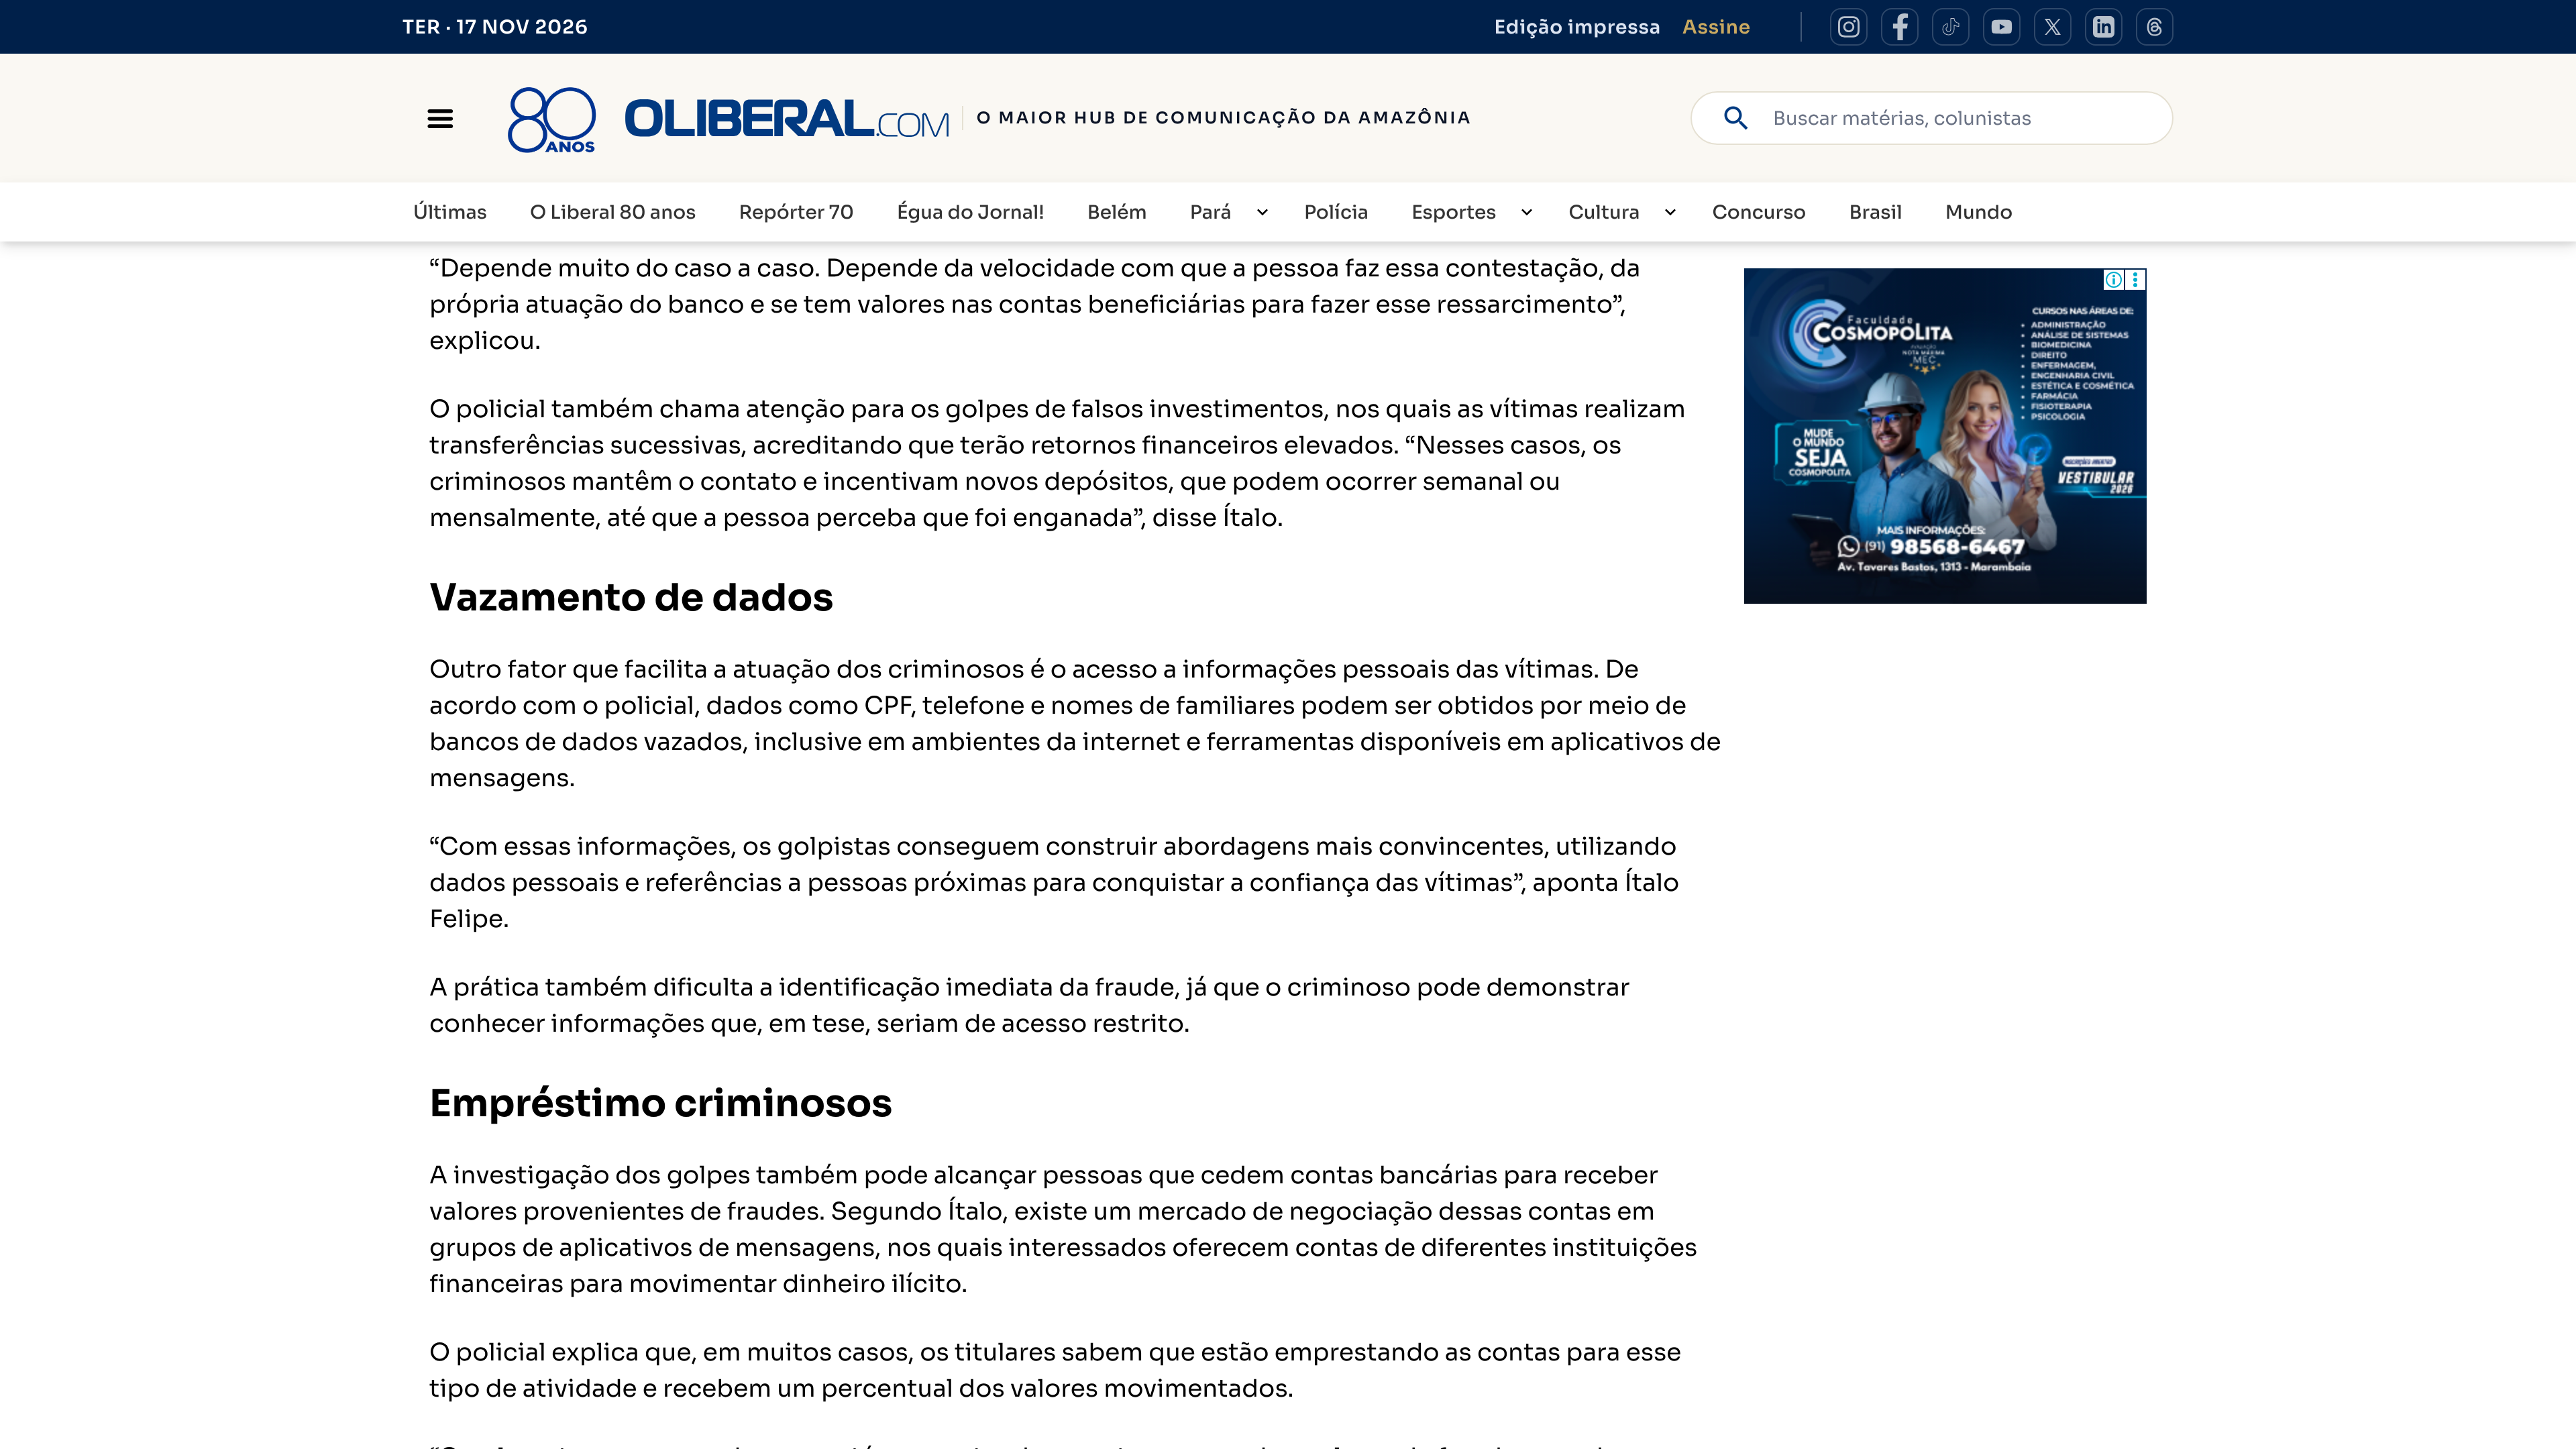 TER · 17 NOV 2026
Edição impressa Assine
80 ANOS
OLIBERAL.COM
O MAIOR HUB DE COMUNICAÇÃO DA AMAZÔNIA
Buscar matérias, colunistas
Últimas O Liberal 80 anos Repórter 70 Égua do Jornal! Belém Pará Polícia Esportes Cultura Concurso Brasil Mundo
“Depende muito do caso a caso. Depende da velocidade com que a pessoa faz essa contestação, da
própria atuação do banco e se tem valores nas contas beneficiárias para fazer esse ressarcimento”,
explicou.
O policial também chama atenção para os golpes de falsos investimentos, nos quais as vítimas realizam
transferências sucessivas, acreditando que terão retornos financeiros elevados. “Nesses casos, os
criminosos mantêm o contato e incentivam novos depósitos, que podem ocorrer semanal ou
mensalmente, até que a pessoa perceba que foi enganada”, disse Ítalo.
Vazamento de dados
Outro fator que facilita a atuação dos criminosos é o acesso a informações pessoais das vítimas. De
acordo com o policial, dados como CPF, telefone e nomes de familiares podem ser obtidos por meio de
bancos de dados vazados, inclusive em ambientes da internet e ferramentas disponíveis em aplicativos de
mensagens.
“Com essas informações, os golpistas conseguem construir abordagens mais convincentes, utilizando
dados pessoais e referências a pessoas próximas para conquistar a confiança das vítimas”, aponta Ítalo
Felipe.
A prática também dificulta a identificação imediata da fraude, já que o criminoso pode demonstrar
conhecer informações que, em tese, seriam de acesso restrito.
Empréstimo criminosos
A investigação dos golpes também pode alcançar pessoas que cedem contas bancárias para receber
valores provenientes de fraudes. Segundo Ítalo, existe um mercado de negociação dessas contas em
grupos de aplicativos de mensagens, nos quais interessados oferecem contas de diferentes instituições
financeiras para movimentar dinheiro ilícito.
O policial explica que, em muitos casos, os titulares sabem que estão emprestando as contas para esse
tipo de atividade e recebem um percentual dos valores movimentados.
Faculdade
COSMOPOLITA
NOTA MÁXIMA
MEC
CURSOS NAS ÁREAS DE:
• ADMINISTRAÇÃO
• ANÁLISE DE SISTEMAS
• BIOMEDICINA
• DIREITO
• ENFERMAGEM,
• ENGENHARIA CIVIL
• ESTÉTICA E COSMÉTICA
• FARMÁCIA
• FISIOTERAPIA
• PSICOLOGIA
MUDE
O MUNDO
SEJA
COSMOPOLITA
VESTIBULAR
2026
MAIS INFORMAÇÕES:
(91) 98568-6467
Av. Tavares Bastos, 1313 - Marambaia